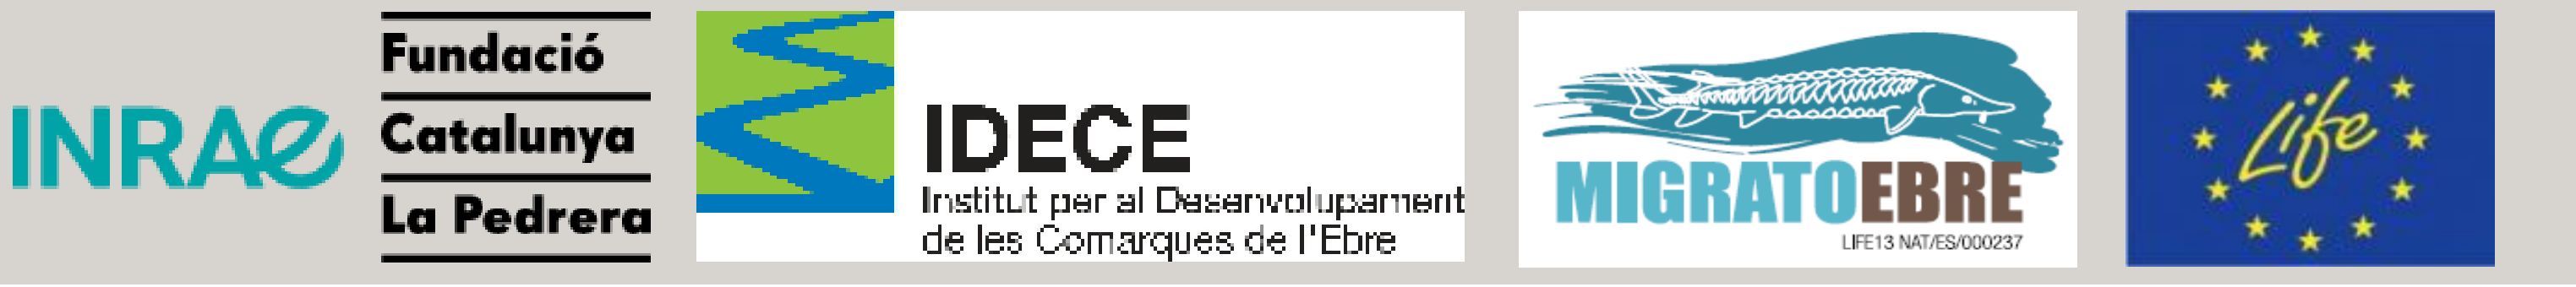 INRAE
Fundació
Catalunya
La Pedrera
IDECE
Institut per al Desenvolupament
de les Comarques de l'Ebre
MIGRATOEBRE
LIFE13 NAT/ES/000237
Life